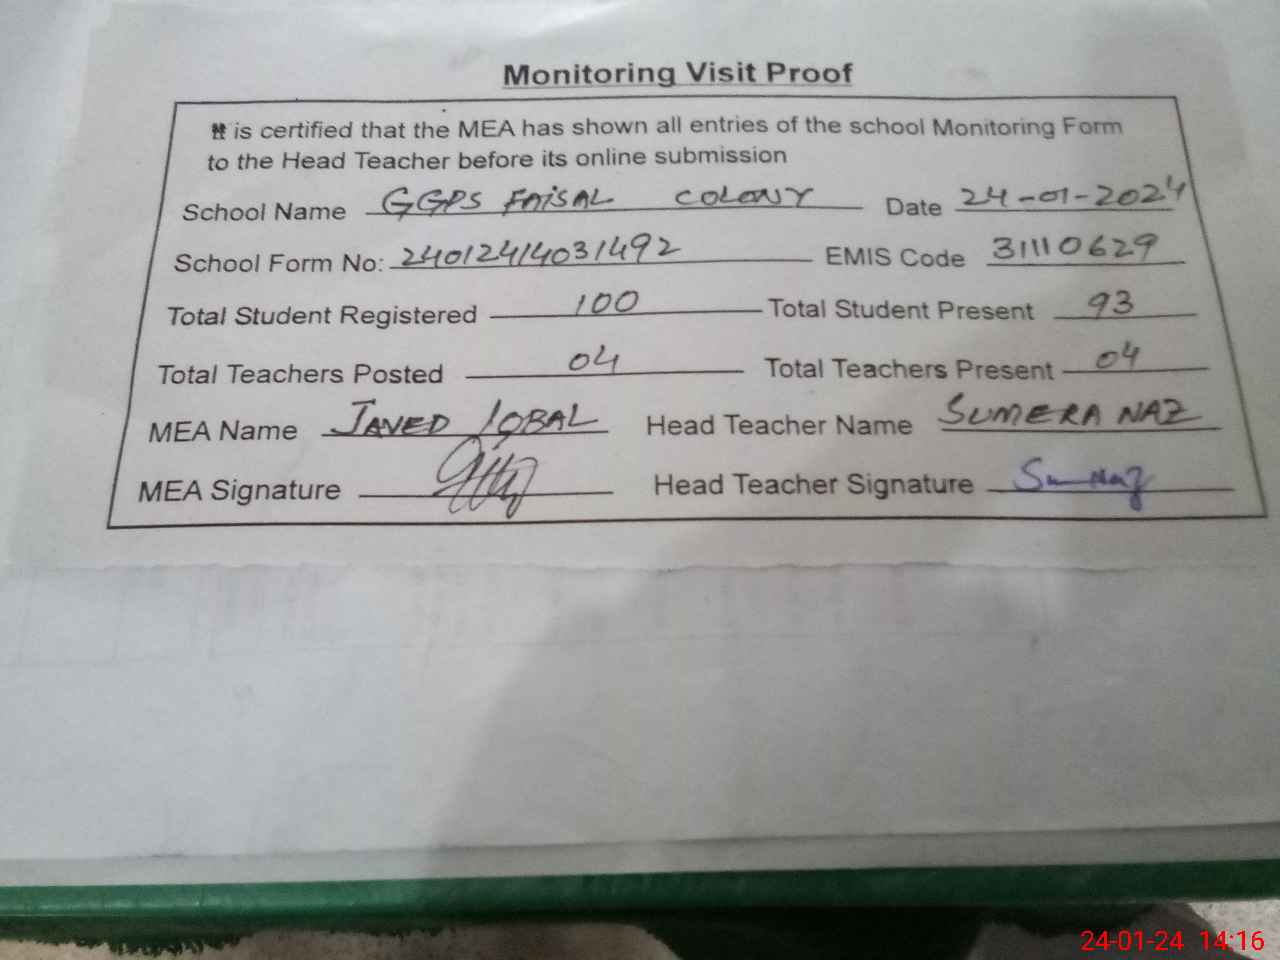 Monitoring Visit Proof
It is certified that the MEA has shown all entries of the school Monitoring Form
to the Head Teacher before its online submission
School Name GGPS FAISAL COLONY Date 24-01-2024
School Form No: 24012414031492 EMIS Code 31110629
Total Student Registered 100 Total Student Present 93
Total Teachers Posted 04 Total Teachers Present 04
MEA Name JAVED IQBAL Head Teacher Name SUMERA NAZ
MEA Signature Head Teacher Signature Su Naz
24-01-24 14:16